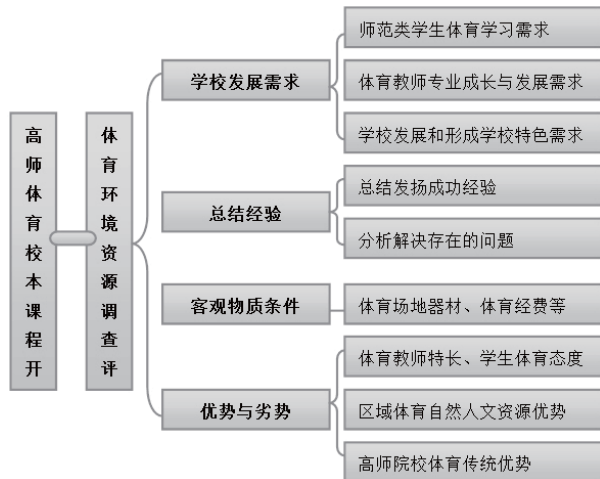 高师体育校本课程开
体育环境资源调查评
学校发展需求
师范类学生体育学习需求
体育教师专业成长与发展需求
学校发展和形成学校特色需求
总结经验
总结发扬成功经验
分析解决存在的问题
客观物质条件
体育场地器材、体育经费等
优势与劣势
体育教师特长、学生体育态度
区域体育自然人文资源优势
高师院校体育传统优势